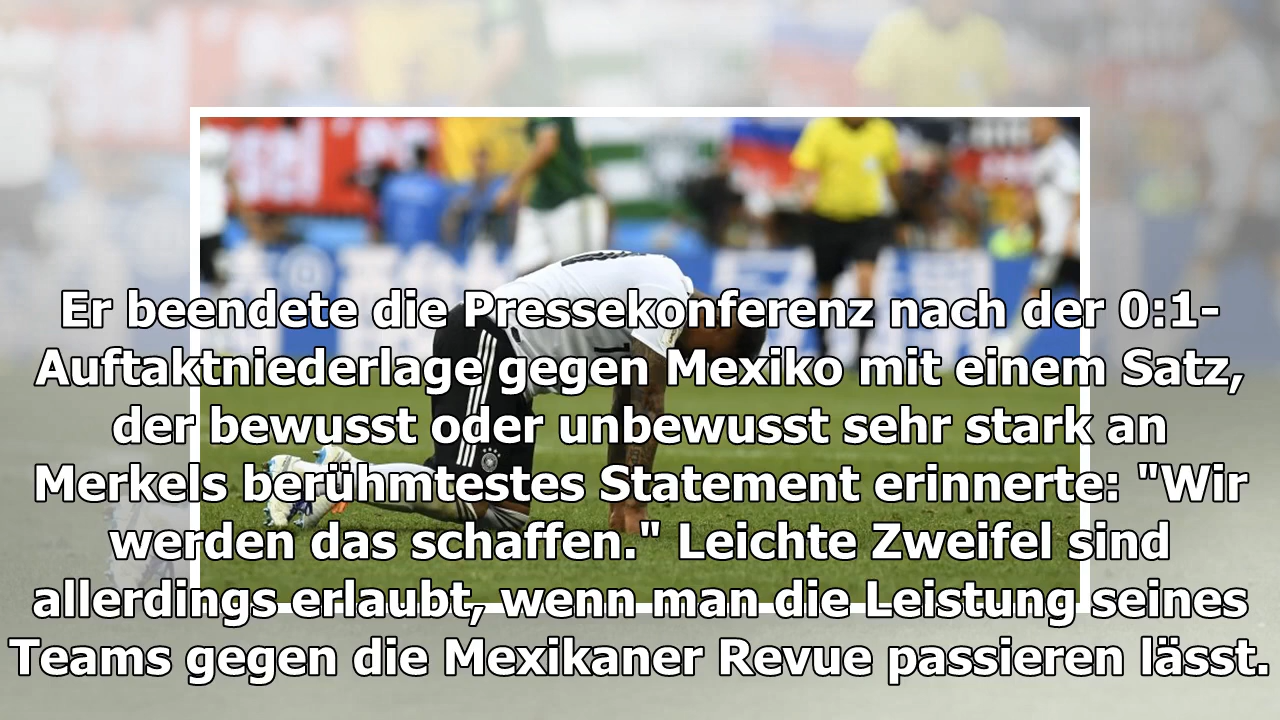 Er beendete die Pressekonferenz nach der 0:1-
Auftaktniederlage gegen Mexiko mit einem Satz,
der bewusst oder unbewusst sehr stark an
Merkels berühmtestes Statement erinnerte: "Wir
werden das schaffen." Leichte Zweifel sind
allerdings erlaubt, wenn man die Leistung seines
Teams gegen die Mexikaner Revue passieren lässt.